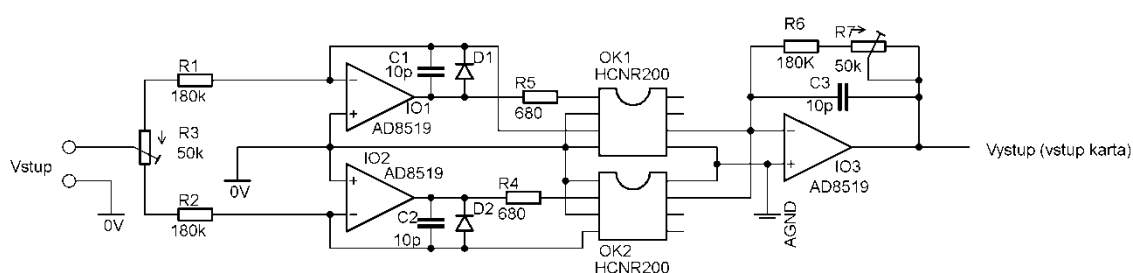 R6
R7
180K
50k
C3
10p
OK1
HCNR200
C1
10p
D1
R1
180k
R5
680
IO1
AD8519
R3
50k
Vstup
0V
0V
IO2
AD8519
R4
680
R2
180k
C2
10p
D2
OK2
HCNR200
IO3
AD8519
AGND
Vystup (vstup karta)